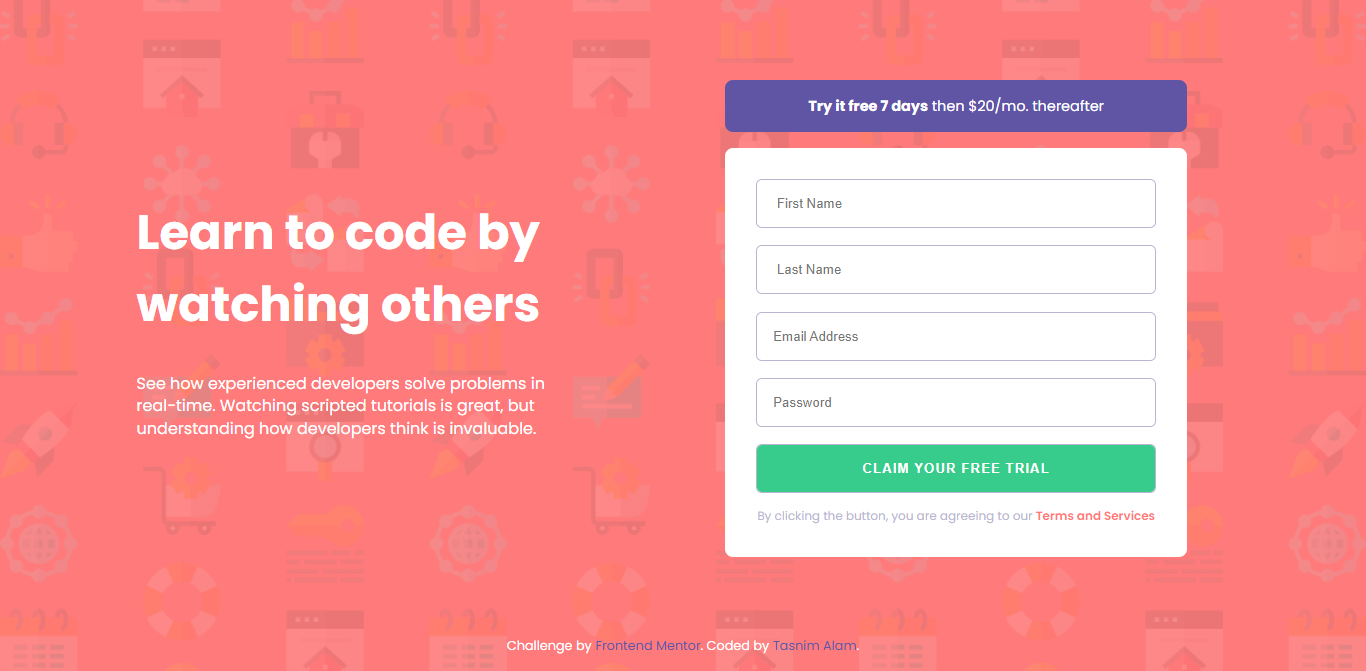 Learn to code by
watching others
See how experienced developers solve problems in
real-time. Watching scripted tutorials is great, but
understanding how developers think is invaluable.
Try it free 7 days then $20/mo. thereafter
First Name
Last Name
Email Address
Password
CLAIM YOUR FREE TRIAL
By clicking the button, you are agreeing to our Terms and Services
Challenge by Frontend Mentor. Coded by Tasnim Alam.